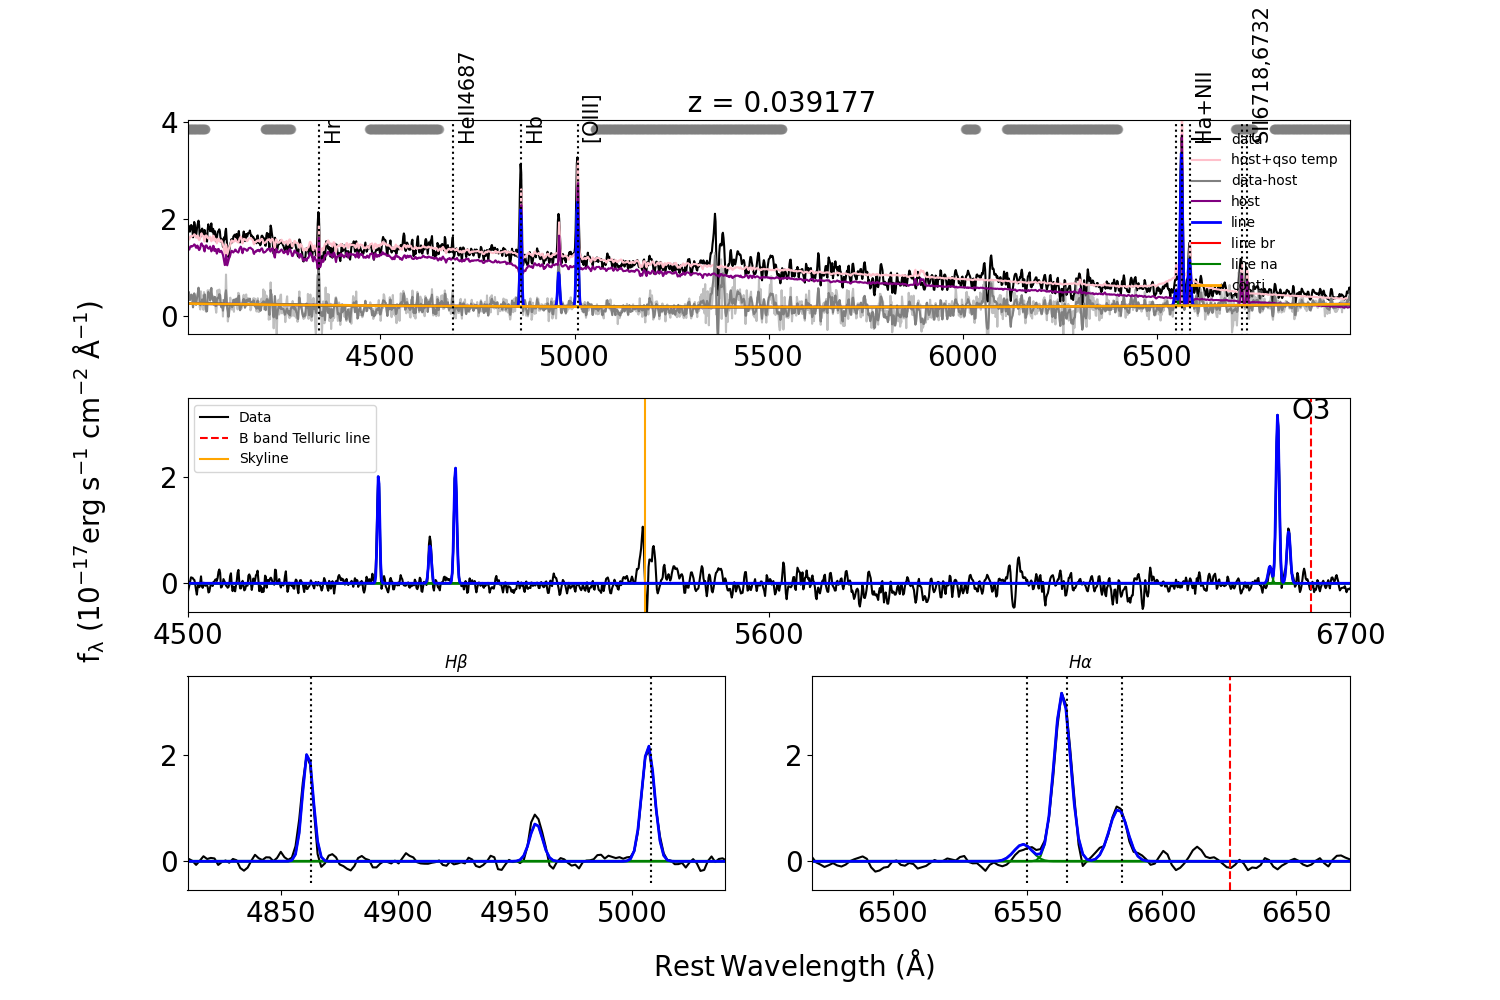 z = 0.039177
Hr
HeII4687
Hb
[OIII]
Ha+NII
SII6718,6732
4
2
0
data
host+qso temp
data-host
host
line
line br
line na
conti
4500
5000
5500
6000
6500
fλ (10⁻¹⁷erg s⁻¹ cm⁻² Å⁻¹)
2
0
Data
B band Telluric line
Skyline
O3
4500
5600
6700
Hβ
2
0
4850
4900
4950
5000
Hα
2
0
6500
6550
6600
6650
Rest Wavelength (Å)